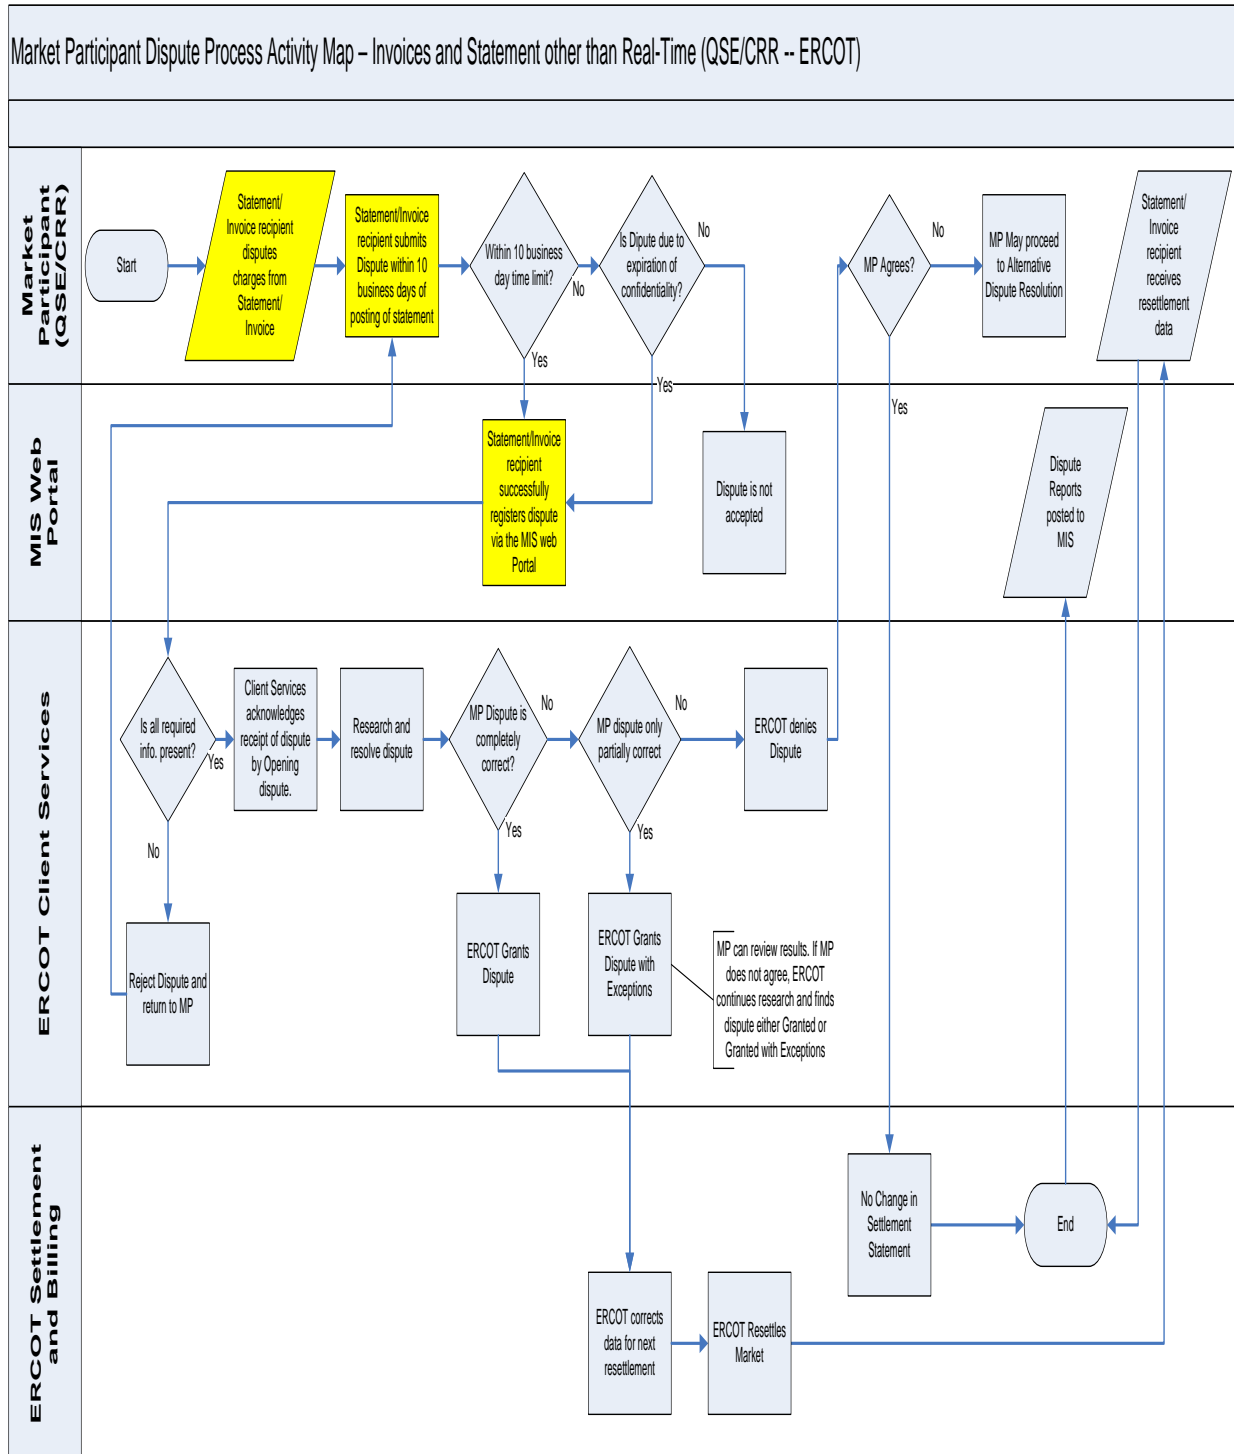 Market Participant Dispute Process Activity Map – Invoices and Statement other than Real-Time (QSE/CRR -- ERCOT)
Market
Participant
(QSE/CRR)
Start
Statement/
Invoice recipient
disputes
charges from
Statement/
Invoice
Statement/Invoice
recipient submits
Dispute within 10
business days of
posting of statement
Within 10 business
day time limit?
No
Yes
Is Dipute due to
expiration of
confidentiality?
No
Yes
MP Agrees?
No
Yes
MP May proceed
to Alternative
Dispute Resolution
Statement/
Invoice
recipient
receives
resettlement
data
MIS Web
Portal
Statement/Invoice
recipient
successfully
registers dispute
via the MIS web
Portal
Dispute is not
accepted
Dispute
Reports
posted to
MIS
ERCOT Client Services
Is all required
info. present?
Yes
No
Client Services
acknowledges
receipt of dispute
by Opening
dispute.
Research and
resolve dispute
MP Dispute is
completely
correct?
No
Yes
MP dispute only
partially correct
No
Yes
ERCOT denies
Dispute
Reject Dispute and
return to MP
ERCOT Grants
Dispute
ERCOT Grants
Dispute with
Exceptions
MP can review results. If MP
does not agree, ERCOT
continues research and finds
dispute either Granted or
Granted with Exceptions
ERCOT Settlement
and Billing
No Change in
Settlement
Statement
End
ERCOT corrects
data for next
resettlement
ERCOT Resettles
Market